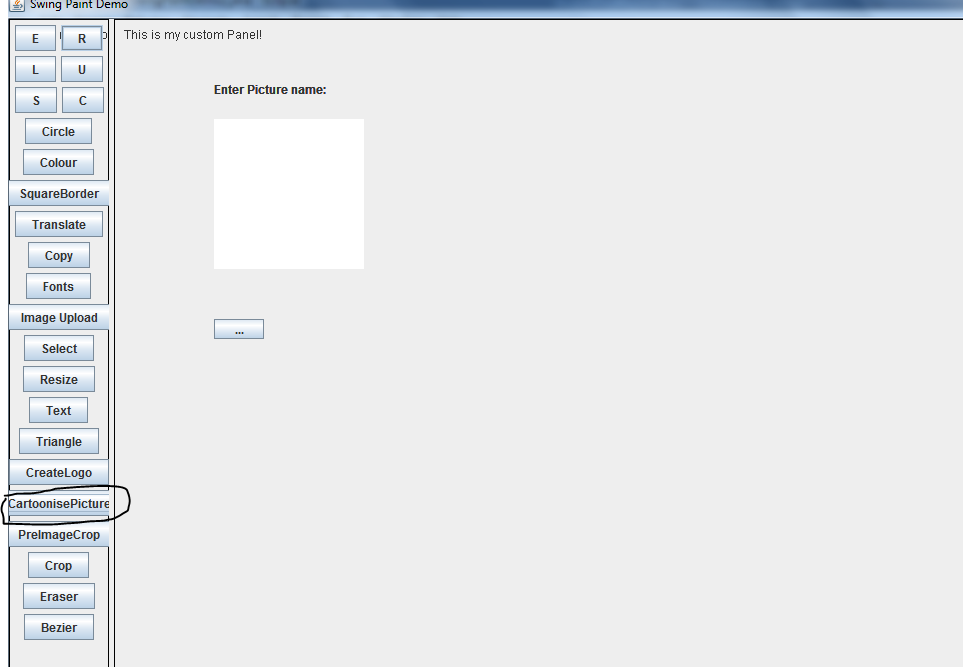 Swing Paint Demo
E R This is my custom Panel!
L U
S C
Enter Picture name:
Circle
Colour
SquareBorder
Translate
Copy
Fonts
Image Upload
...
Select
Resize
Text
Triangle
CreateLogo
CartoonisePicture
PreImageCrop
Crop
Eraser
Bezier